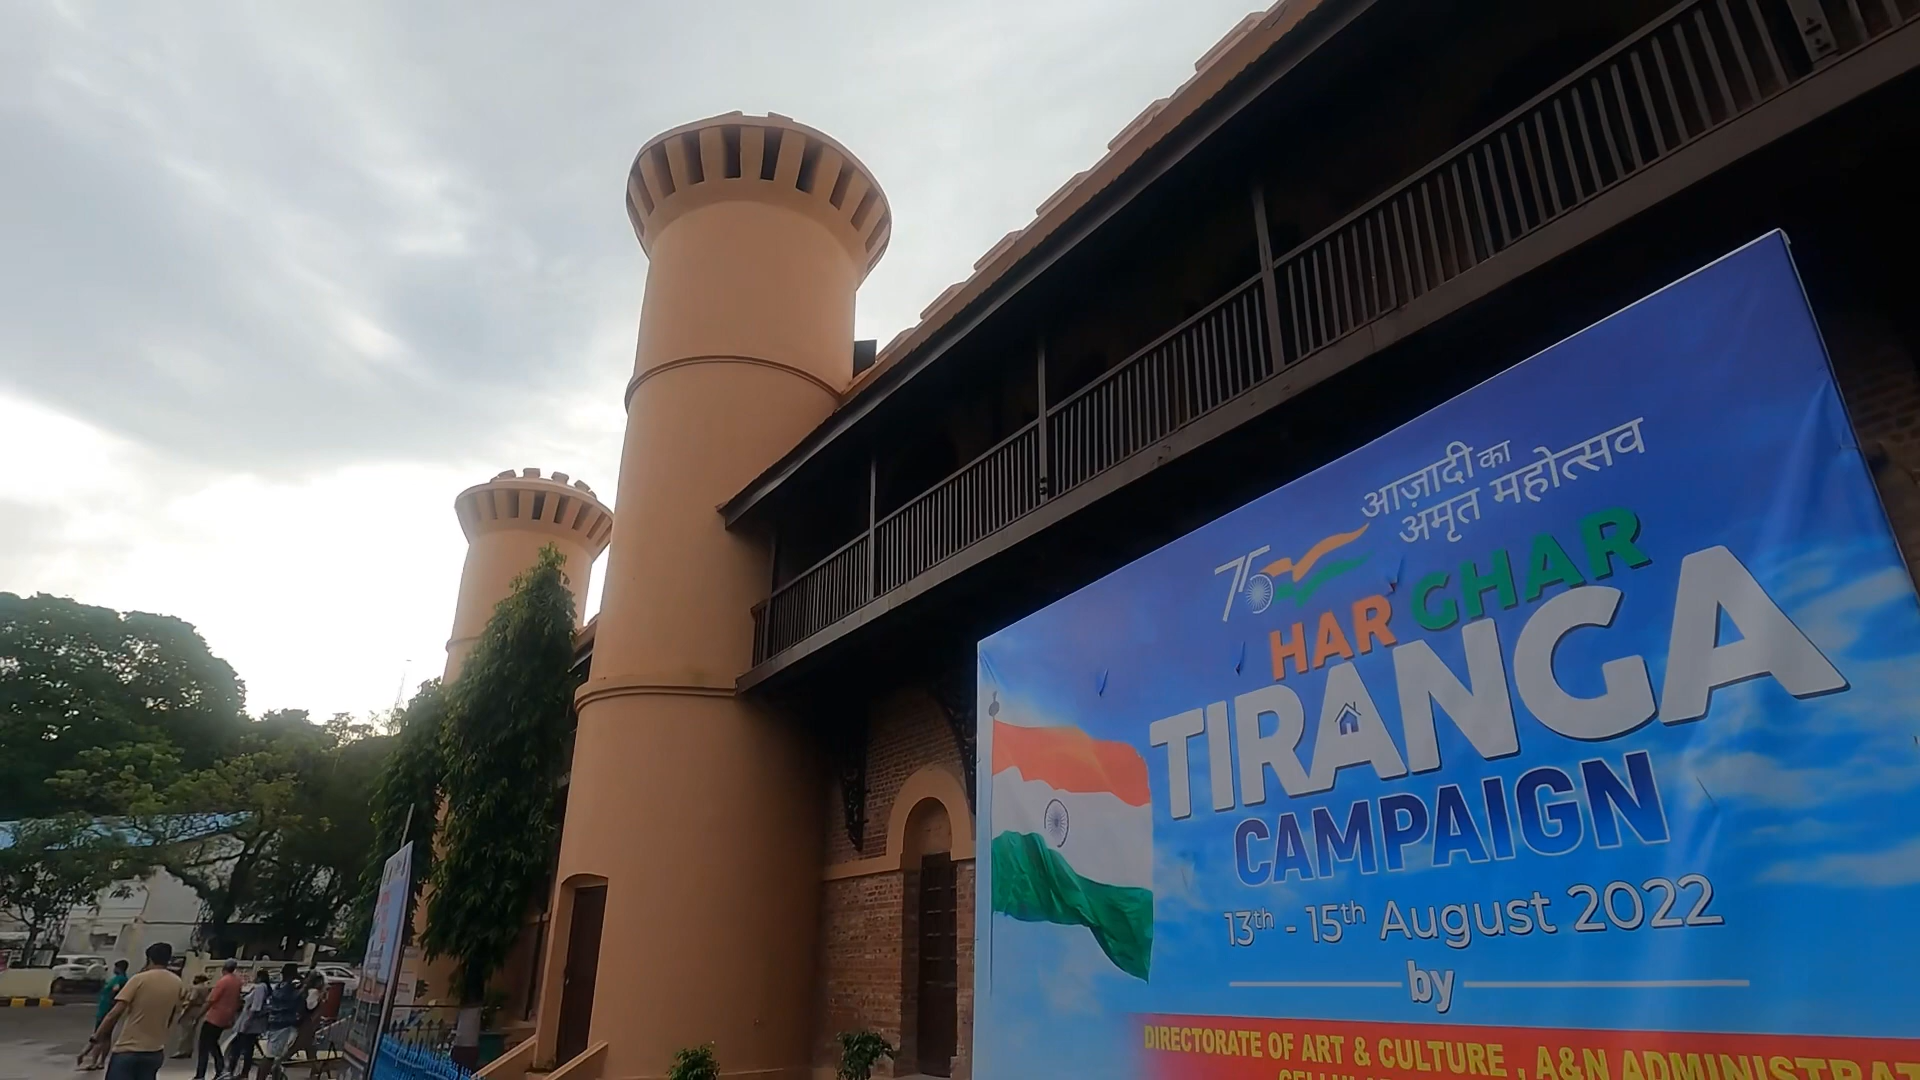 आज़ादी का
अमृत महोत्सव
75
HAR GHAR
TIRANGA
CAMPAIGN
13th - 15th August 2022
by
DIRECTORATE OF ART & CULTURE , A&N ADMINISTRAT